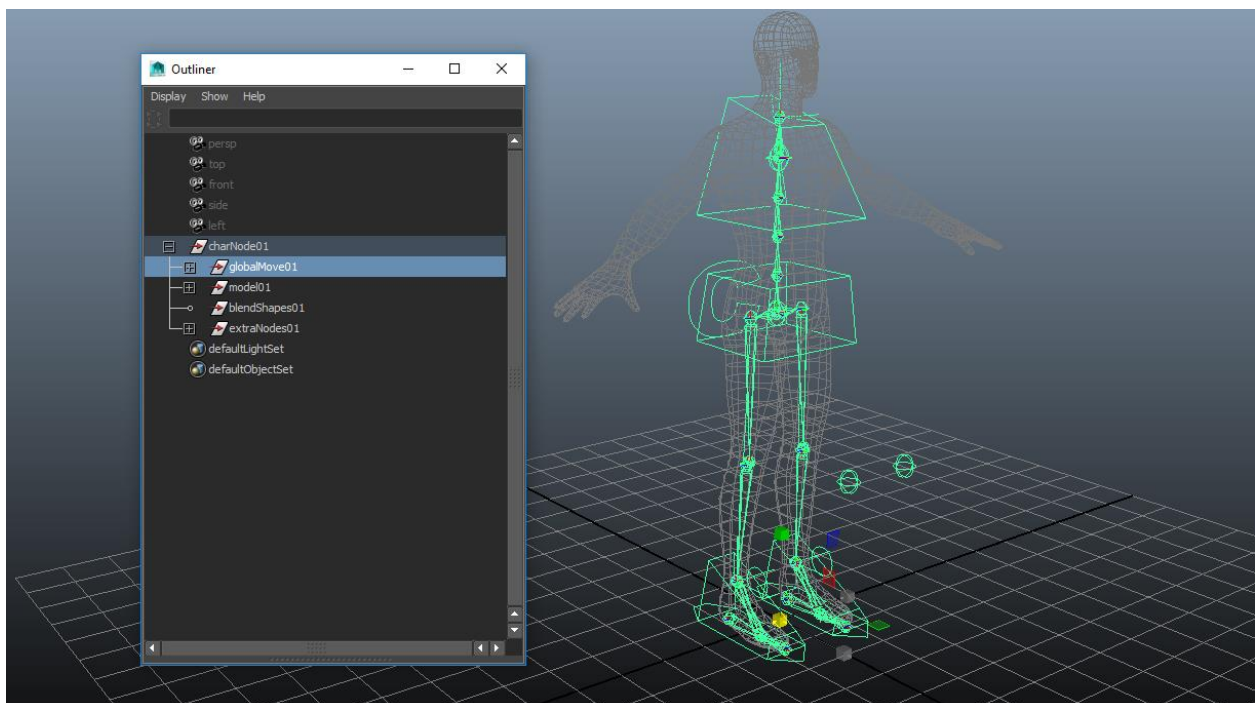 Outliner
Display Show Help
persp
top
front
side
left
charNode01
globalMove01
model01
blendShapes01
extraNodes01
defaultLightSet
defaultObjectSet